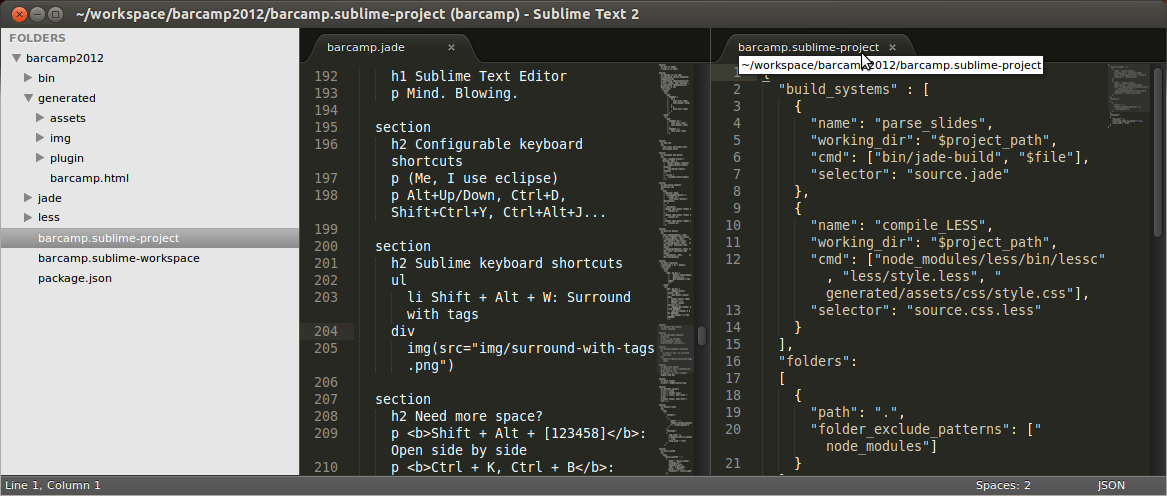 ~/workspace/barcamp2012/barcamp.sublime-project (barcamp) - Sublime Text 2
FOLDERS
barcamp2012
bin
generated
assets
img
plugin
barcamp.html
jade
less
barcamp.sublime-project
barcamp.sublime-workspace
package.json
barcamp.jade
192 h1 Sublime Text Editor
193 p Mind. Blowing.
194
195 section
196 h2 Configurable keyboard
shortcuts
197 p (Me, I use eclipse)
198 p Alt+Up/Down, Ctrl+D,
Shift+Ctrl+Y, Ctrl+Alt+J...
199
200 section
201 h2 Sublime keyboard shortcuts
202 ul
203 li Shift + Alt + W: Surround
with tags
204 div
205 img(src="img/surround-with-tags
.png")
206
207 section
208 h2 Need more space?
209 p <b>Shift + Alt + [123458]</b>:
Open side by side
210 p <b>Ctrl + K, Ctrl + B</b>:
barcamp.sublime-project
~/workspace/barcamp2012/barcamp.sublime-project
1 {
2 "build_systems" : [
3 {
4 "name": "parse_slides",
5 "working_dir": "$project_path",
6 "cmd": ["bin/jade-build", "$file"],
7 "selector": "source.jade"
8 },
9 {
10 "name": "compile_LESS",
11 "working_dir": "$project_path",
12 "cmd": ["node_modules/less/bin/lessc"
, "less/style.less", "
generated/assets/css/style.css"],
13 "selector": "source.css.less"
14 }
15 ],
16 "folders":
17 [
18 {
19 "path": ".",
20 "folder_exclude_patterns": ["
node_modules"]
21 }
Line 1, Column 1
Spaces: 2
JSON